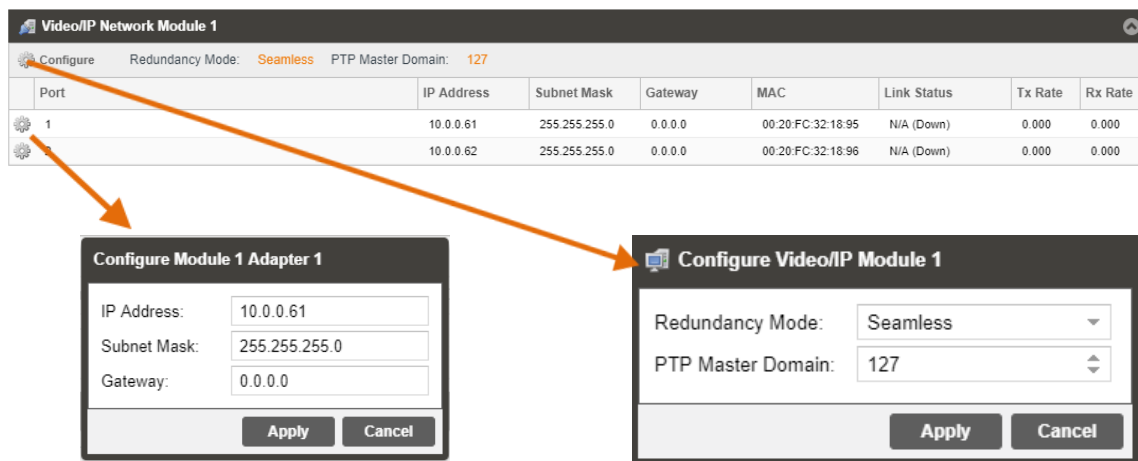 Video/IP Network Module 1
Configure Redundancy Mode: Seamless PTP Master Domain: 127
Port IP Address Subnet Mask Gateway MAC Link Status Tx Rate Rx Rate
1 10.0.0.61 255.255.255.0 0.0.0.0 00:20:FC:32:18:95 N/A (Down) 0.000 0.000
10.0.0.62 255.255.255.0 0.0.0.0 00:20:FC:32:18:96 N/A (Down) 0.000 0.000
Configure Module 1 Adapter 1
IP Address: 10.0.0.61
Subnet Mask: 255.255.255.0
Gateway: 0.0.0.0
Apply Cancel
Configure Video/IP Module 1
Redundancy Mode: Seamless
PTP Master Domain: 127
Apply Cancel